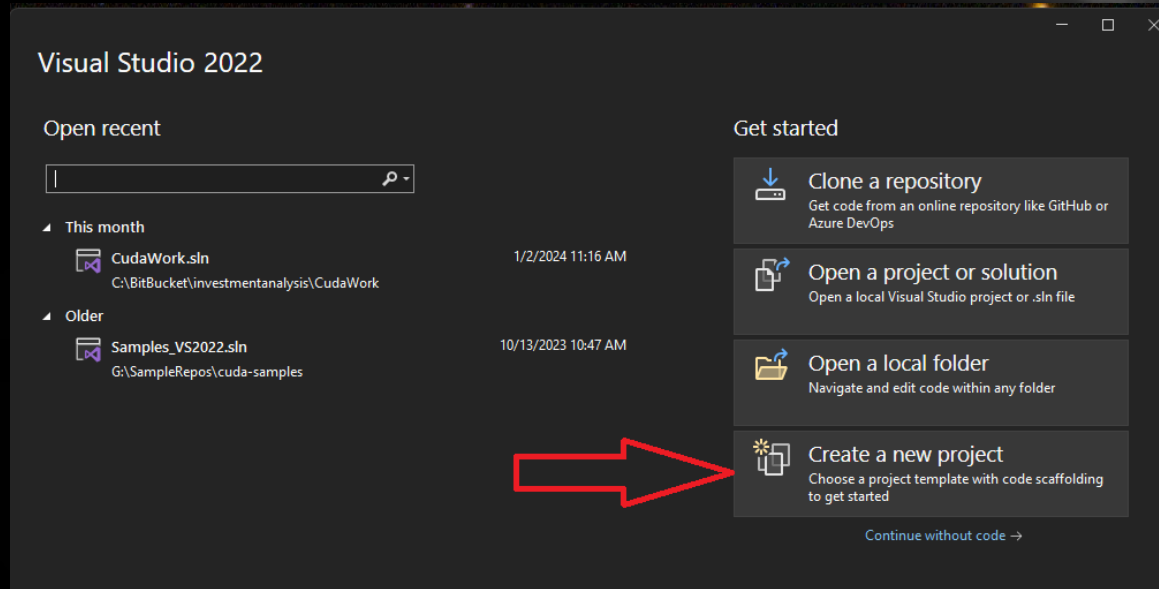 Visual Studio 2022
Open recent
This month
CudaWork.sln
1/2/2024 11:16 AM
C:\BitBucket\investmentanalysis\CudaWork
Older
Samples_VS2022.sln
10/13/2023 10:47 AM
G:\SampleRepos\cuda-samples
Get started
Clone a repository
Get code from an online repository like GitHub or
Azure DevOps
Open a project or solution
Open a local Visual Studio project or .sln file
Open a local folder
Navigate and edit code within any folder
Create a new project
Choose a project template with code scaffolding
to get started
Continue without code →